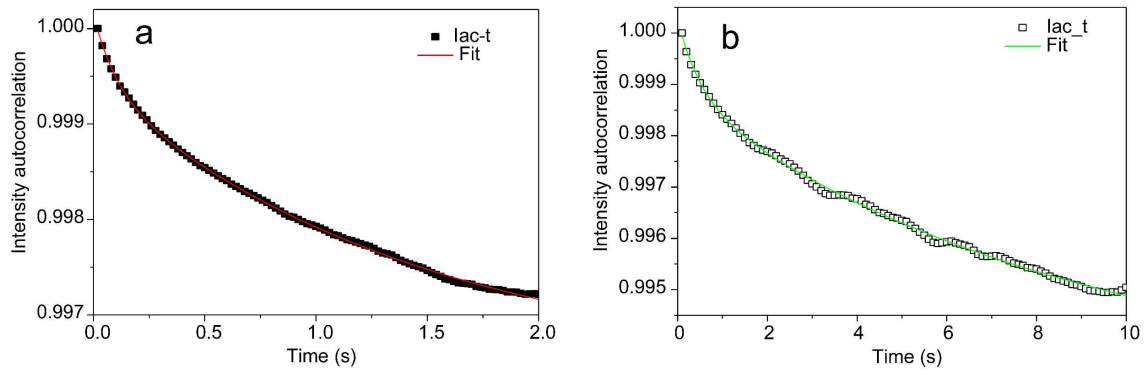 a
Iac-t
Fit
Intensity autocorrelation
1.000
0.999
0.998
0.997
0.0
0.5
1.0
1.5
2.0
Time (s)
b
Iac_t
Fit
Intensity autocorrelation
1.000
0.999
0.998
0.997
0.996
0.995
0
2
4
6
8
10
Time (s)